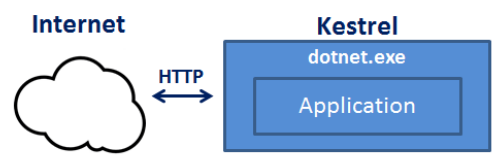 Internet
Kestrel
HTTP
dotnet.exe
Application